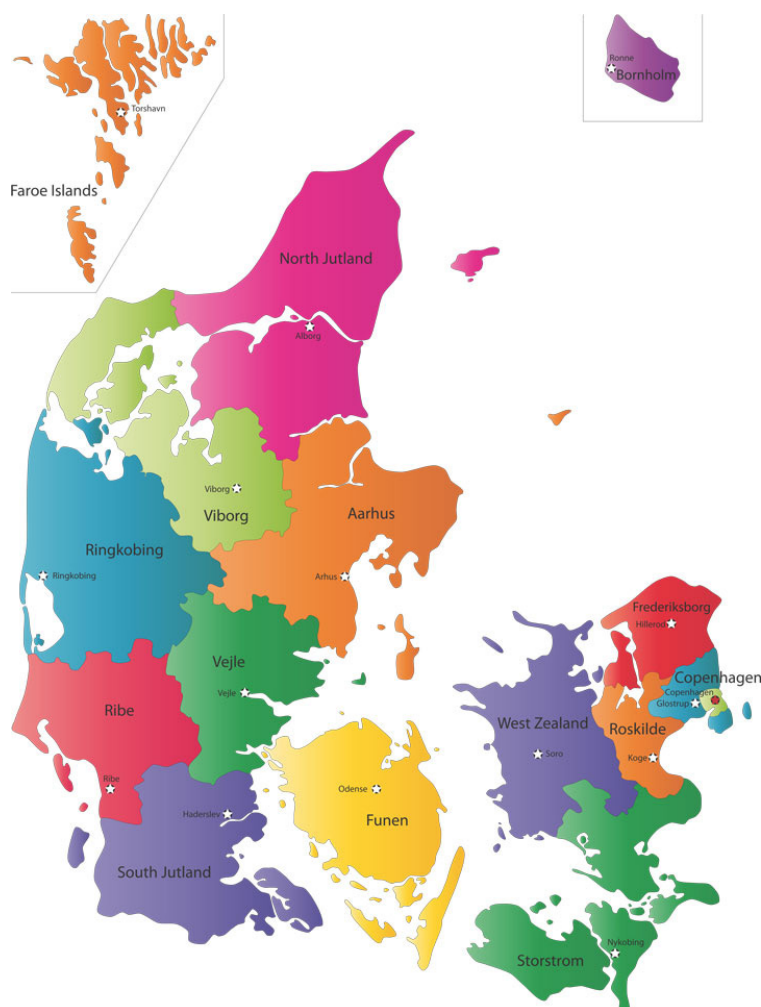 Ronne
Bornholm
Torshavn
Faroe Islands
North Jutland
Alborg
Viborg
Viborg
Aarhus
Ringkobing
Ringkobing
Arhus
Frederiksborg
Hillerod
Vejle
Copenhagen
Copenhagen
Vejle
Glostrup
Ribe
West Zealand
Roskilde
Soro
Koge
Ribe
Odense
Haderslev
Funen
South Jutland
Nykobing
Storstrom